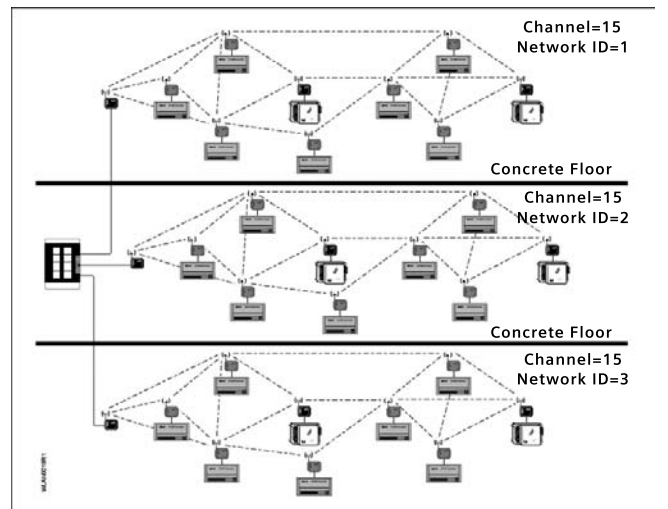 Channel=15
Network ID=1
Concrete Floor
Channel=15
Network ID=2
Concrete Floor
Channel=15
Network ID=3